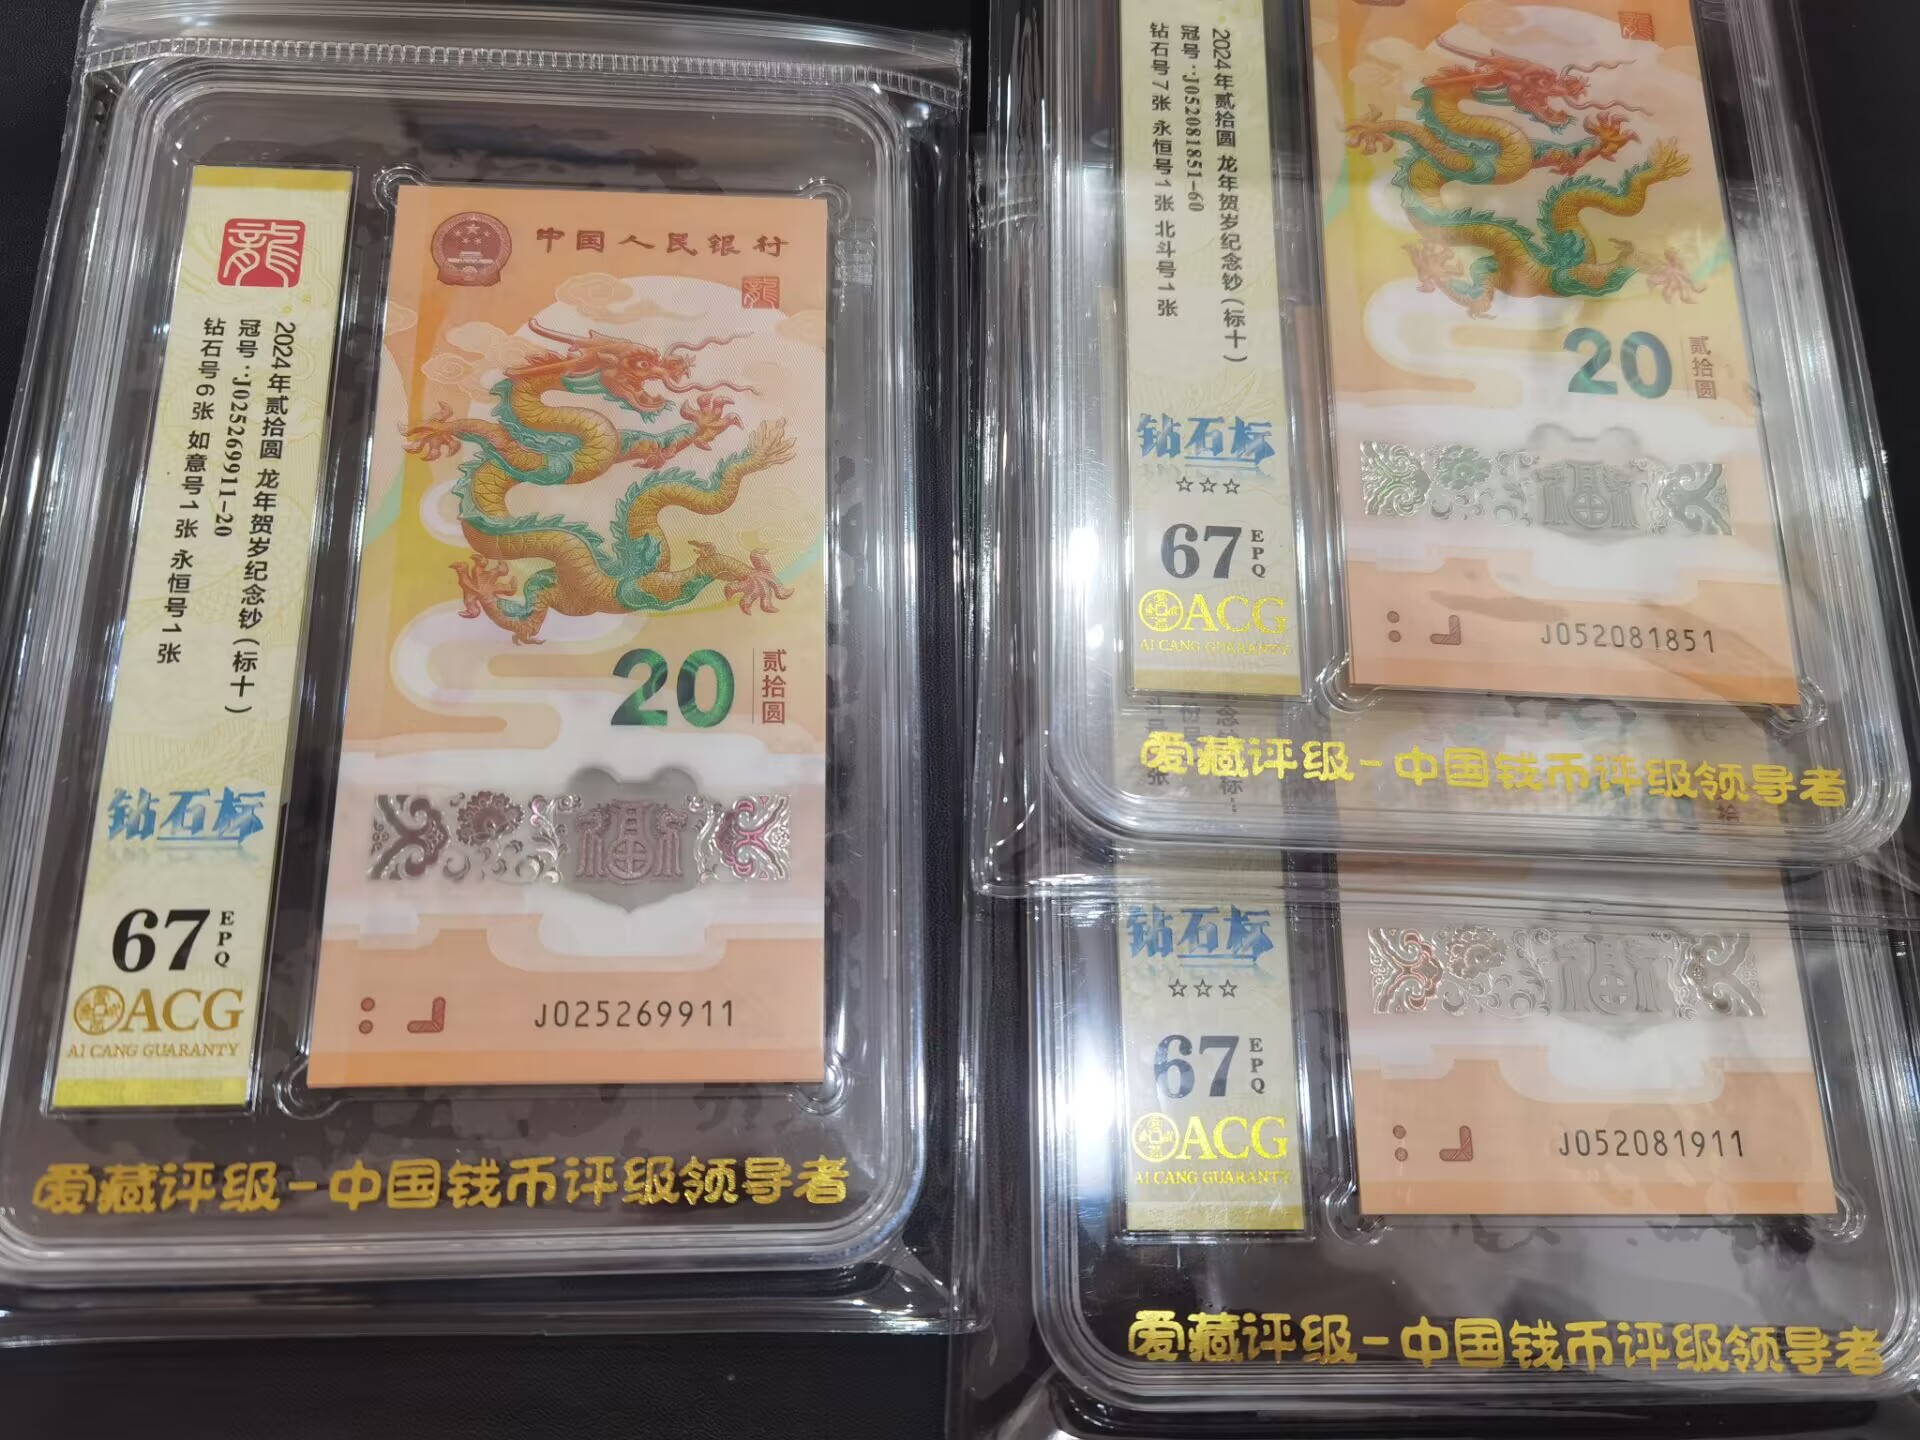 龍
2024年贰拾圆 龙年贺岁纪念钞(标十)
冠号:J025269911-20
钻石号6张 如意号1张 永恒号1张
钻石标
67
EPQ
ACG
AI CANG GUARANTY
中国人民银行
龍
20
贰拾圆
福
J025269911
爱藏评级-中国钱币评级领导者
2024年贰拾圆 龙年贺岁纪念钞(标十)
冠号:J052081851-60
钻石号7张 永恒号1张 北斗号1张
钻石标
☆☆☆
67
EPQ
ACG
AI CANG GUARANTY
龍
20
贰拾圆
福
J052081851
爱藏评级-中国钱币评级领导者
钻石标
☆☆☆
67
EPQ
ACG
AI CANG GUARANTY
福
J052081911
爱藏评级-中国钱币评级领导者